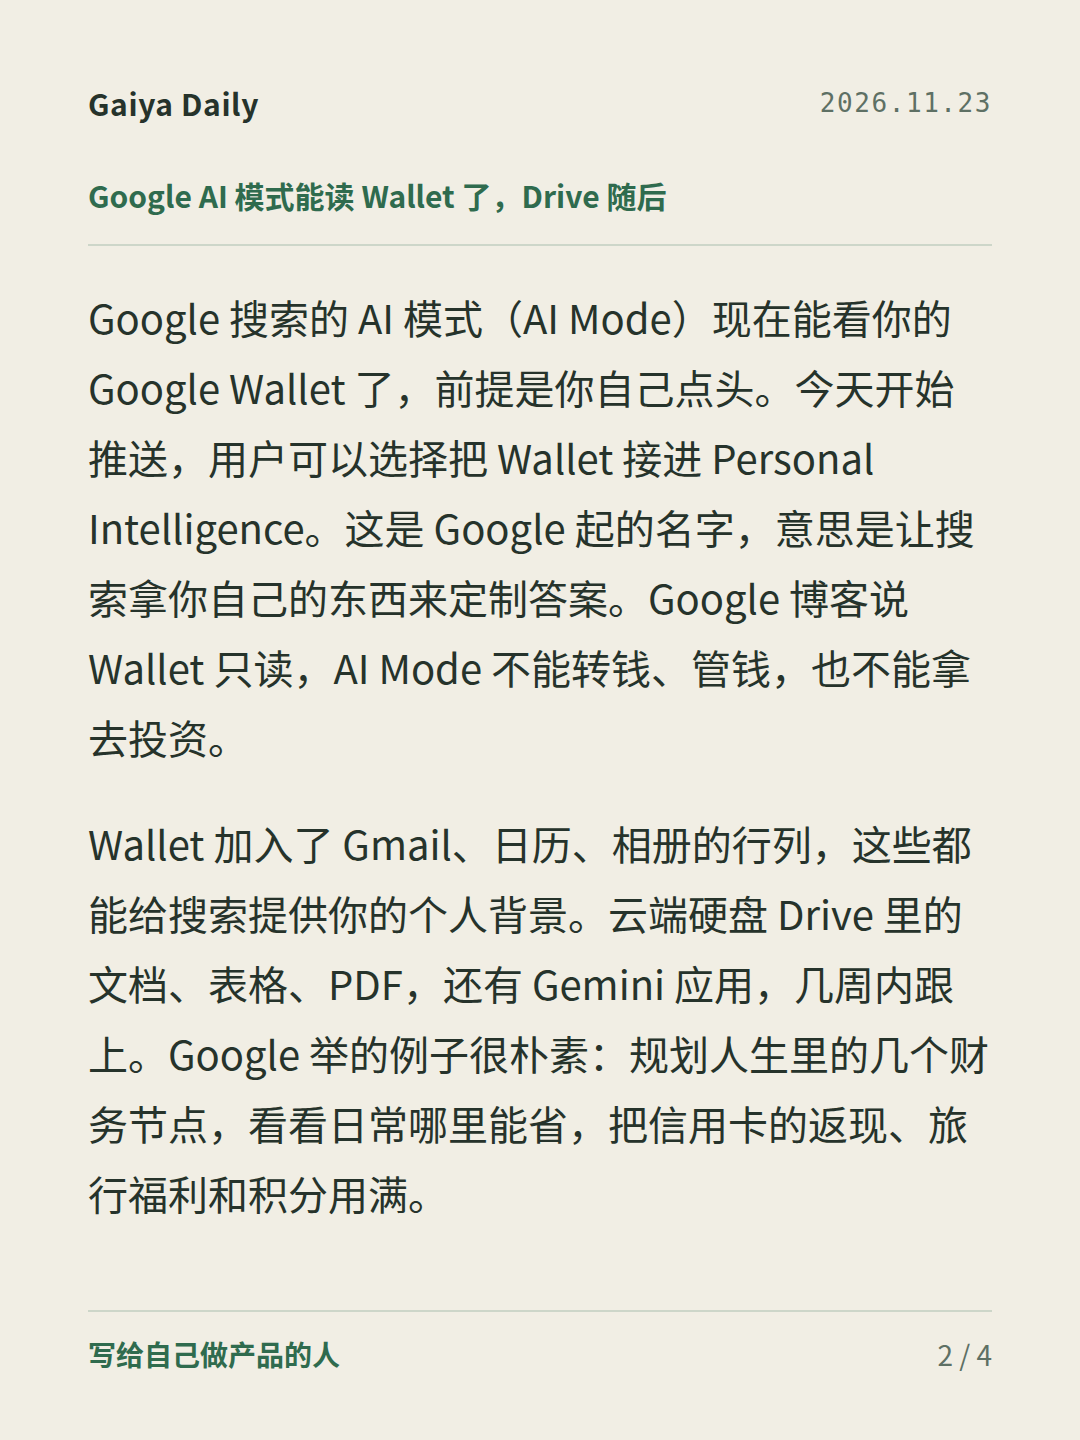 Gaiya Daily
2026.11.23
Google AI 模式能读 Wallet 了，Drive 随后
Google 搜索的 AI 模式（AI Mode）现在能看你的
Google Wallet 了，前提是你自己点头。今天开始
推送，用户可以选择把 Wallet 接进 Personal
Intelligence。这是 Google 起的名字，意思是让搜
索拿你自己的东西来定制答案。Google 博客说
Wallet 只读，AI Mode 不能转钱、管钱，也不能拿
去投资。
Wallet 加入了 Gmail、日历、相册的行列，这些都
能给搜索提供你的个人背景。云端硬盘 Drive 里的
文档、表格、PDF，还有 Gemini 应用，几周内跟
上。Google 举的例子很朴素：规划人生里的几个财
务节点，看看日常哪里能省，把信用卡的返现、旅
行福利和积分用满。
写给自己做产品的人
2 / 4